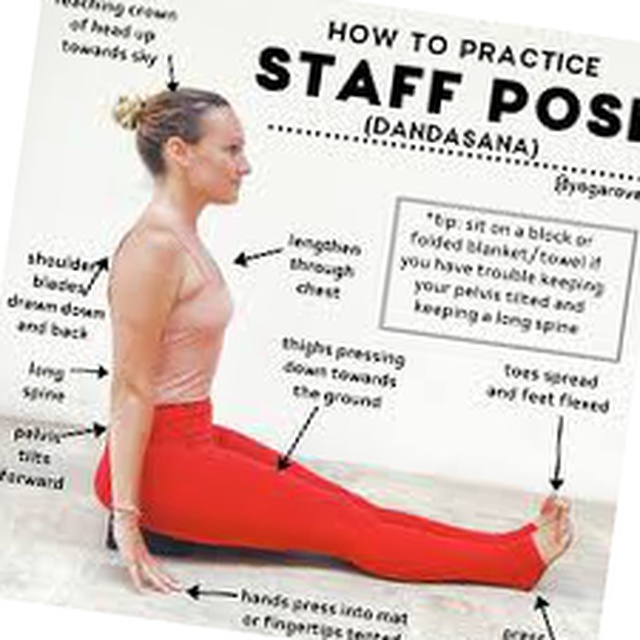 reaching crown
of head up
towards sky
HOW TO PRACTICE
STAFF POSE
(DANDASANA)
@yogarove
*tip: sit on a block or
folded blanket/towel if
you have trouble keeping
your pelvis tilted and
keeping a long spine
lengthen
through
chest
shoulder
blades
drawn down
and back
thighs pressing
down towards
the ground
toes spread
and feet flexed
long
spine
pelvis
tilts
forward
hands press into mat
or fingertips tented
press